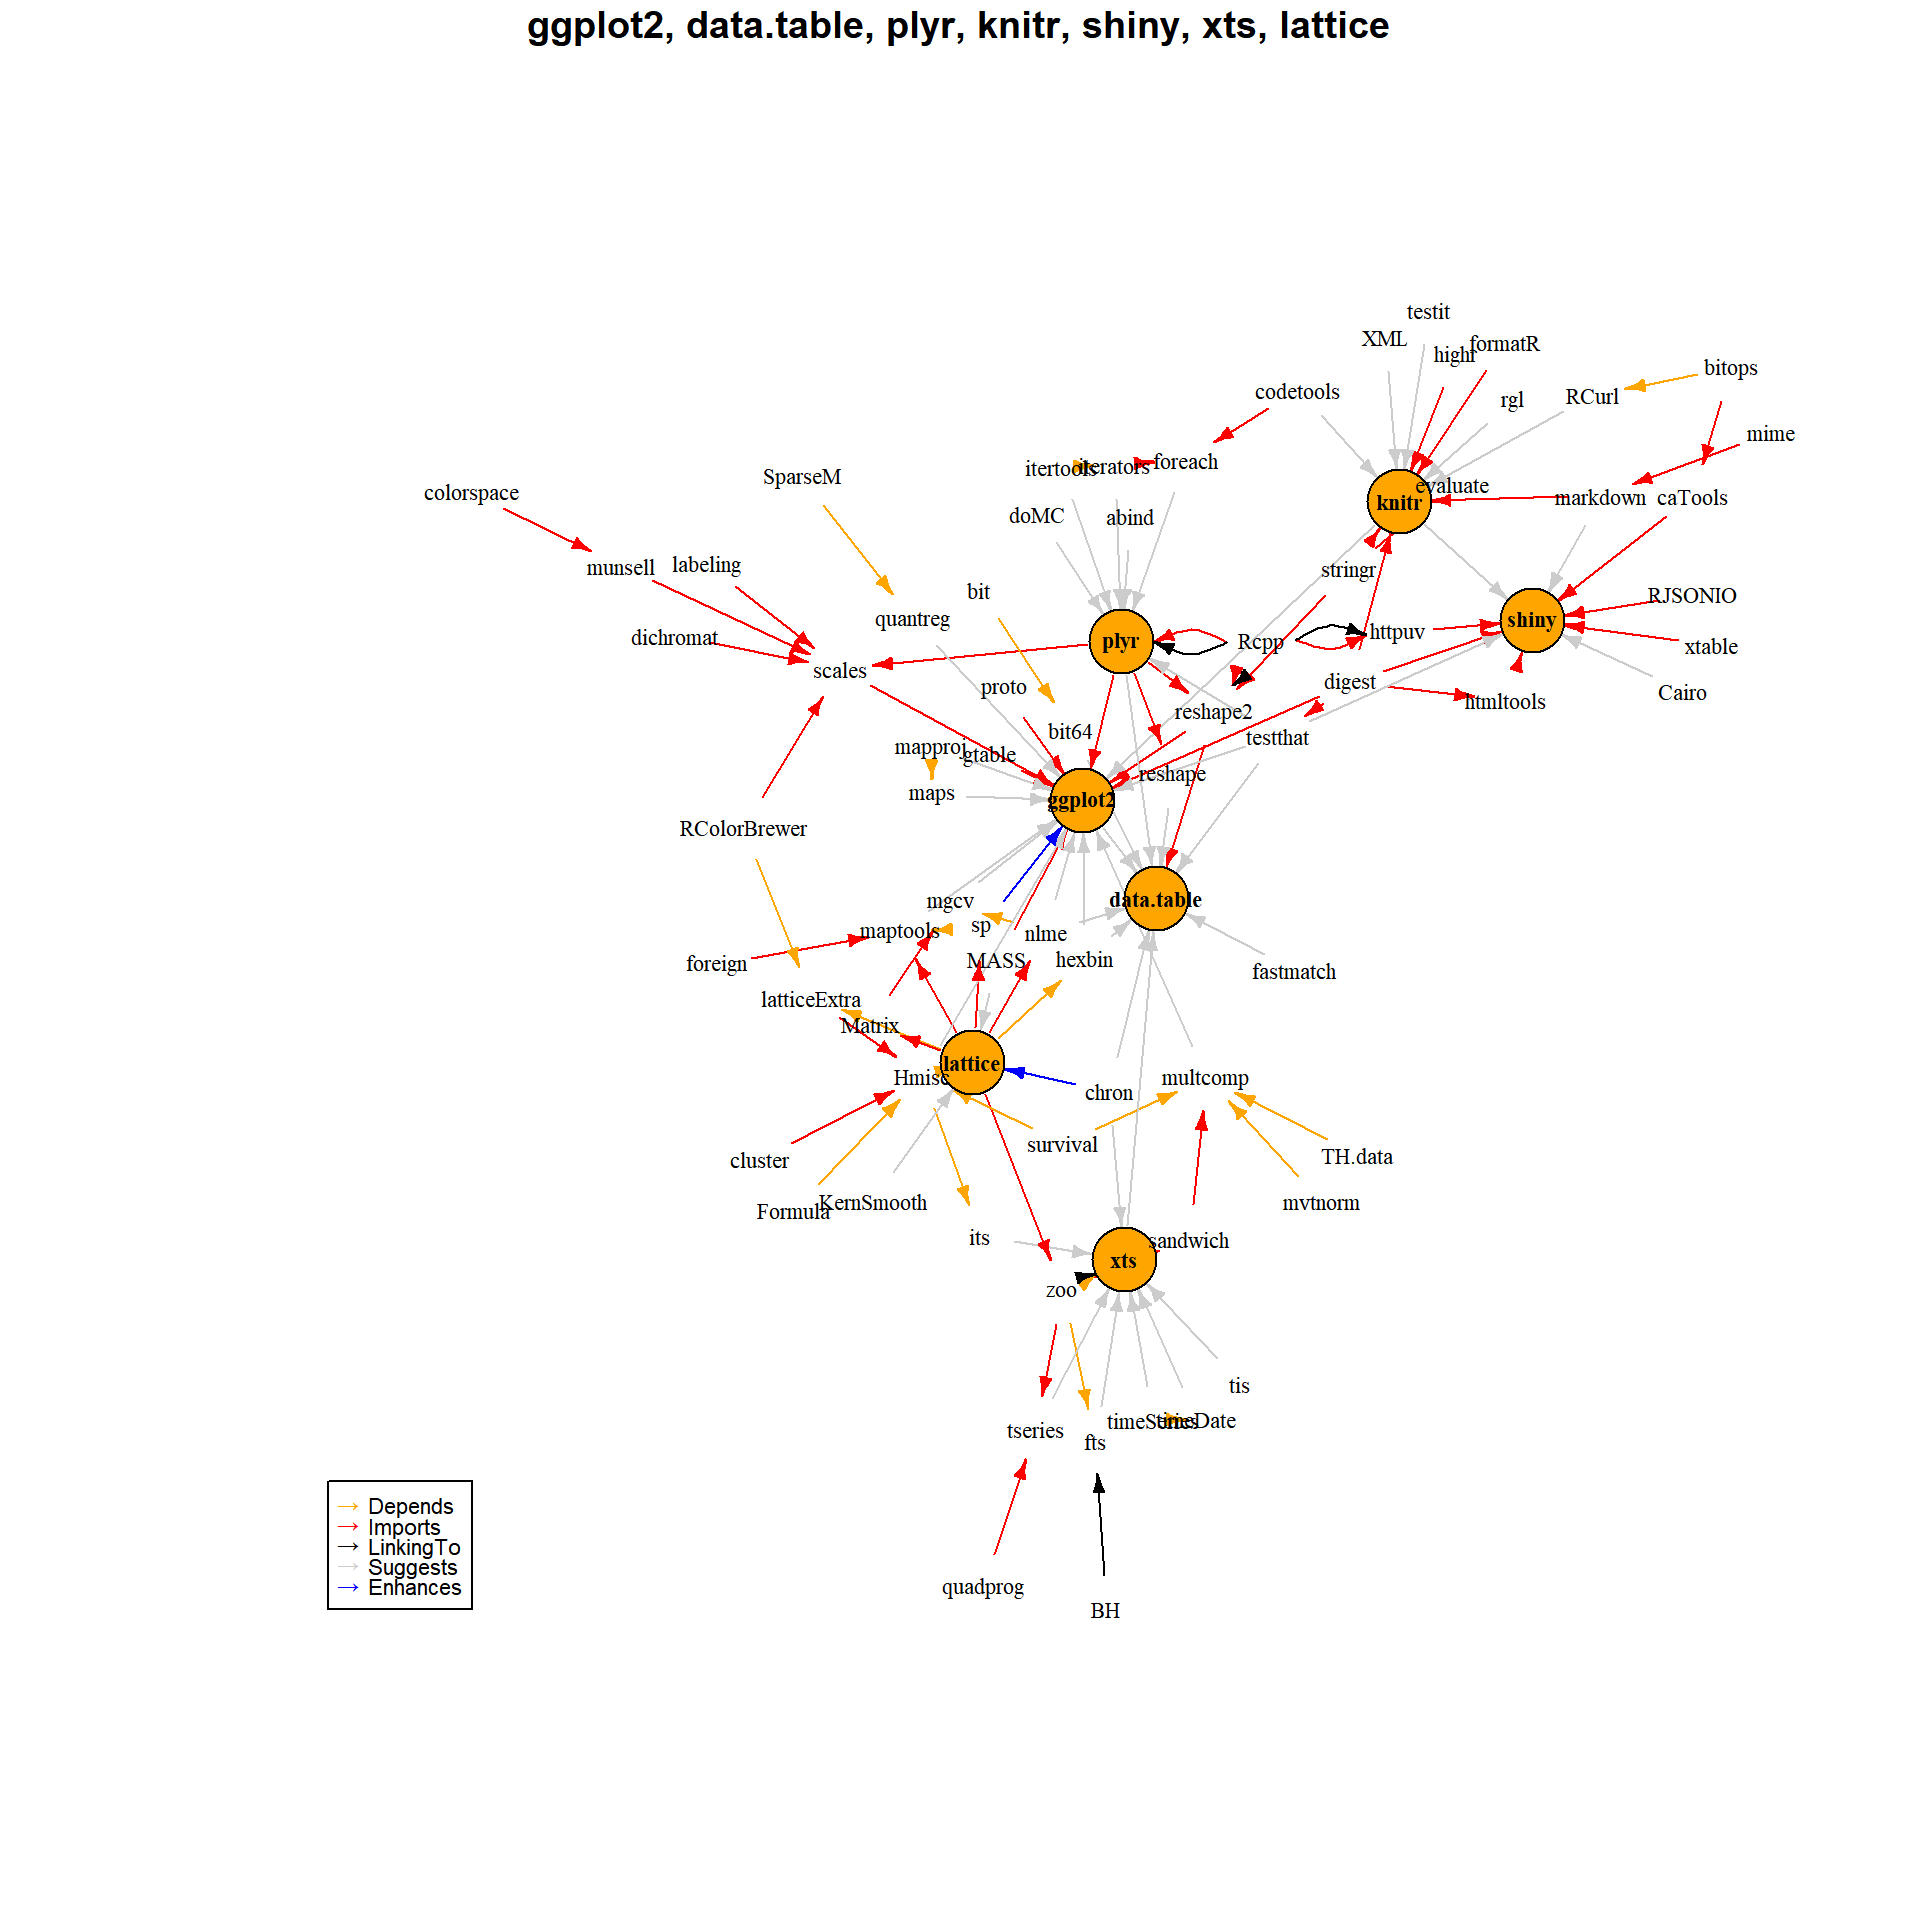 ggplot2, data.table, plyr, knitr, shiny, xts, lattice
testit
XML
highr
formatR
bitops
codetools
RCurl
rgl
mime
itertools
iterators
foreach
SparseM
colorspace
evaluate
knitr
markdown
caTools
doMC
abind
munsell
labeling
stringr
bit
RJSONIO
quantreg
shiny
dichromat
plyr
Rcpp
httpuv
xtable
scales
proto
digest
Cairo
htmltools
reshape2
bit64
testthat
mapproj
gtable
reshape
maps
ggplot2
RColorBrewer
mgcv
data.table
maptools
sp
nlme
foreign
MASS
hexbin
fastmatch
latticeExtra
Matrix
lattice
Hmisc
chron
multcomp
survival
cluster
TH.data
Formula
KernSmooth
mvtnorm
its
sandwich
xts
zoo
tis
timeSeries
timeDate
tseries
fts
quadprog
BH
→ Depends
→ Imports
→ LinkingTo
→ Suggests
→ Enhances